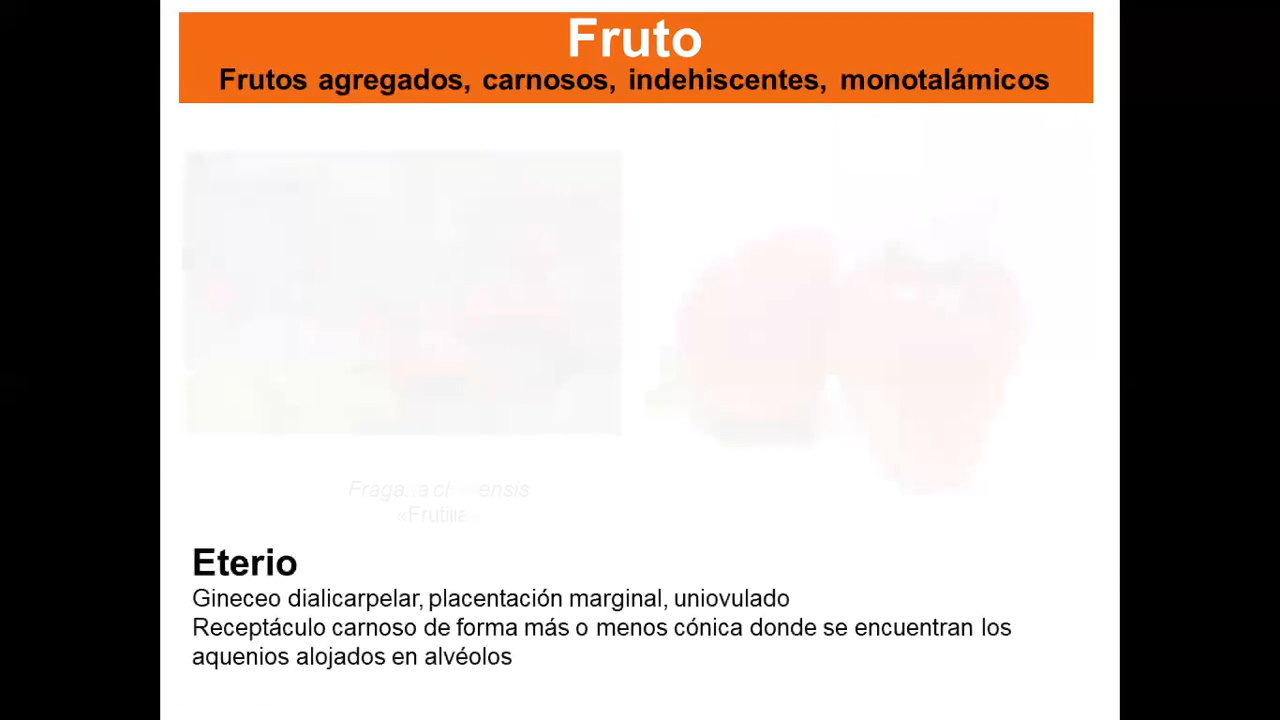 Fruto
Frutos agregados, carnosos, indehiscentes, monotalámicos
«Frutilla»
Eterio
Gineceo dialicarpelar, placentación marginal, uniovulado
Receptáculo carnoso de forma más o menos cónica donde se encuentran los
aquenios alojados en alvéolos